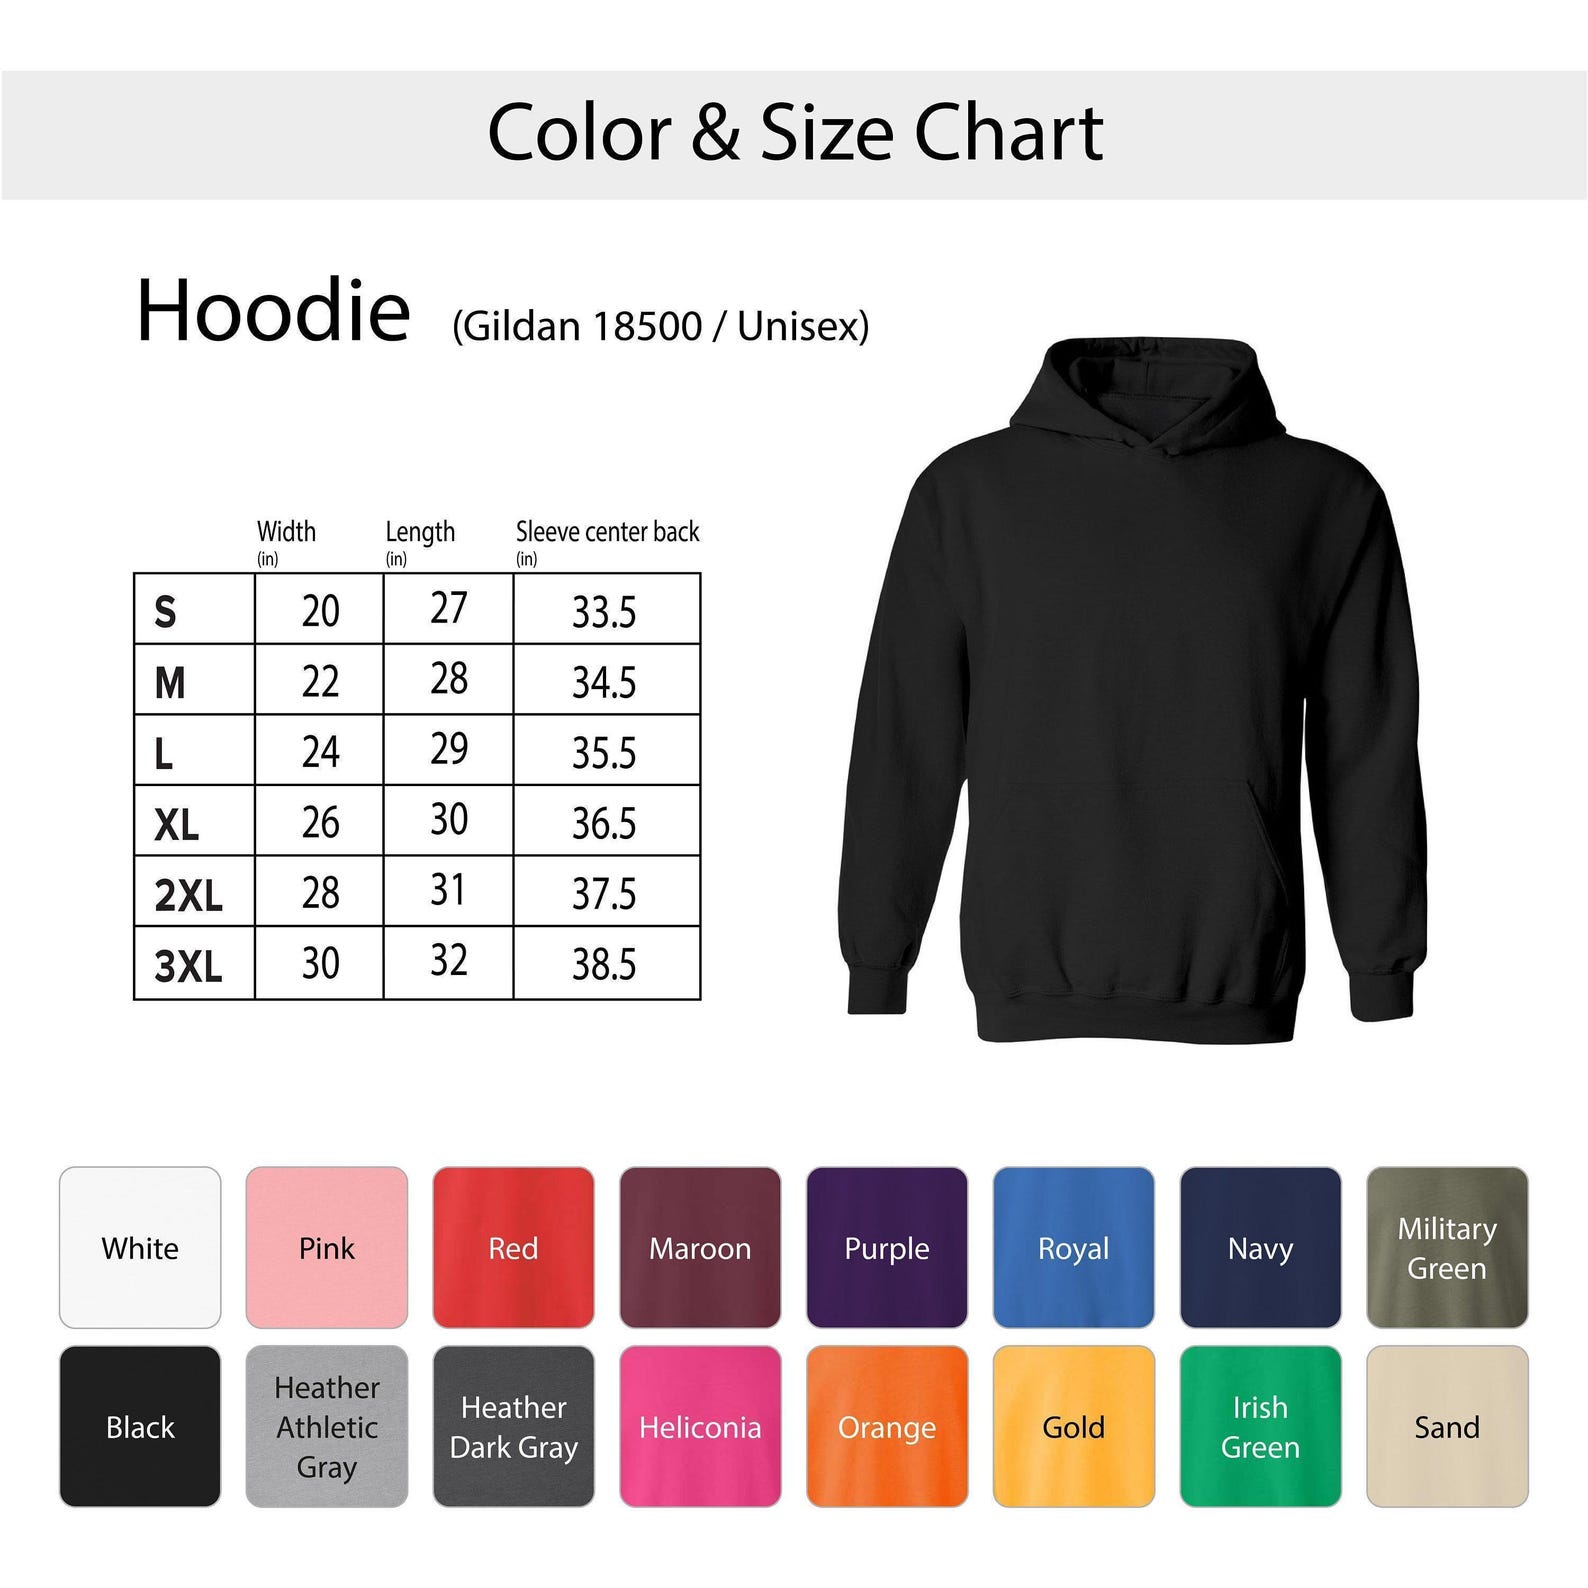 Color & Size Chart
Hoodie (Gildan 18500 / Unisex)
Width Length Sleeve center back
(in) (in) (in)
S 20 27 33.5
M 22 28 34.5
L 24 29 35.5
XL 26 30 36.5
2XL 28 31 37.5
3XL 30 32 38.5
White
Pink
Red
Maroon
Purple
Royal
Navy
Military
Green
Black
Heather
Athletic
Gray
Heather
Dark Gray
Heliconia
Orange
Gold
Irish
Green
Sand